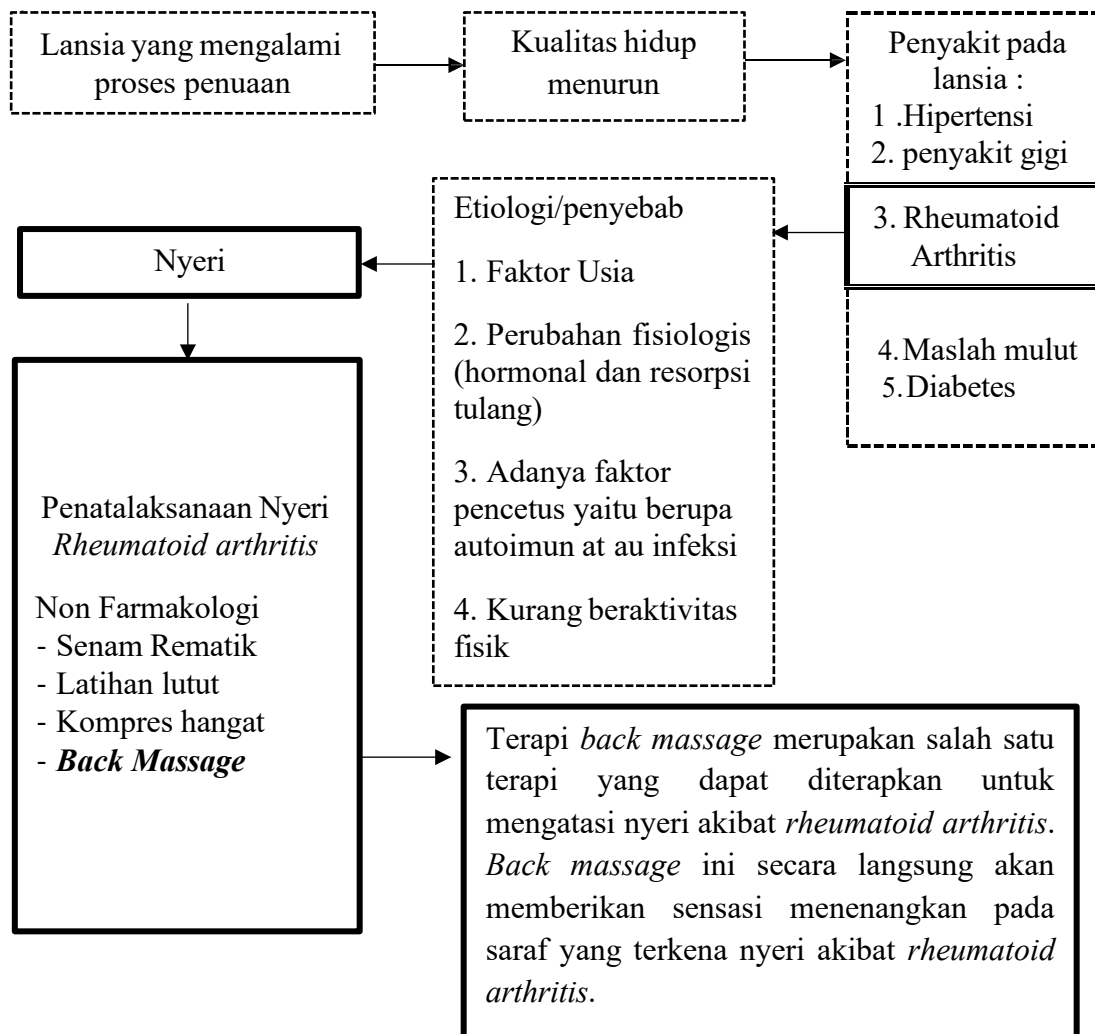 Lansia yang mengalami
proses penuaan
Kualitas hidup
menurun
Penyakit pada
lansia :
1 .Hipertensi
2. penyakit gigi
3. Rheumatoid
Arthritis
4. Maslah mulut
5. Diabetes
Etiologi/penyebab
1. Faktor Usia
2. Perubahan fisiologis
(hormonal dan resorpsi
tulang)
3. Adanya faktor
pencetus yaitu berupa
autoimun at au infeksi
4. Kurang beraktivitas
fisik
Nyeri
Penatalaksanaan Nyeri
Rheumatoid arthritis
Non Farmakologi
- Senam Rematik
- Latihan lutut
- Kompres hangat
- Back Massage
Terapi back massage merupakan salah satu
terapi yang dapat diterapkan untuk
mengatasi nyeri akibat rheumatoid arthritis.
Back massage ini secara langsung akan
memberikan sensasi menenangkan pada
saraf yang terkena nyeri akibat rheumatoid
arthritis.